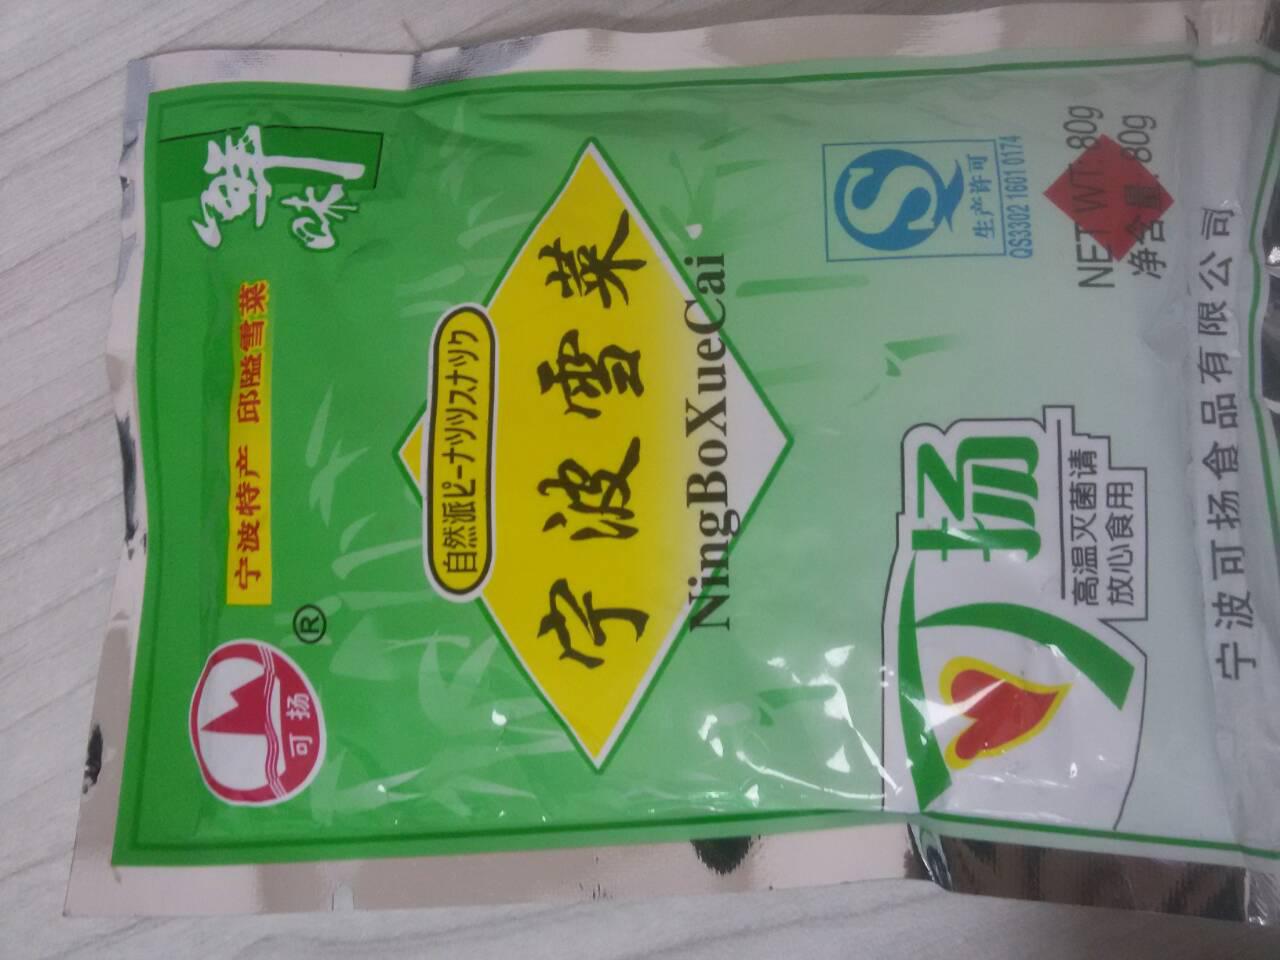 可扬
®
宁波特产 邱隘雪菜
鲜味
自然派ピーナツツスナツク
宁波雪菜
NingBoXueCai
生产许可
QS3302 1601 0174
扬
高温灭菌请
放心食用
NET WT. 80g
净含量: 80g
宁波可扬食品有限公司